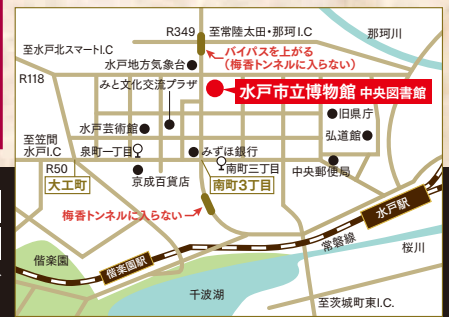 R349
至常陸太田・那珂I.C
那珂川
至水戸北スマートI.C
バイパスを上がる
（梅香トンネルに入らない）
水戸地方気象台
R118
みと文化交流プラザ
水戸市立博物館 中央図書館
旧県庁
水戸芸術館
弘道館
至笠間
水戸I.C
泉町一丁目
みずほ銀行
南町三丁目
R50
大工町
京成百貨店
南町3丁目
中央郵便局
梅香トンネルに入らない
水戸駅
常磐線
桜川
偕楽園
偕楽園駅
千波湖
至茨城町東I.C.